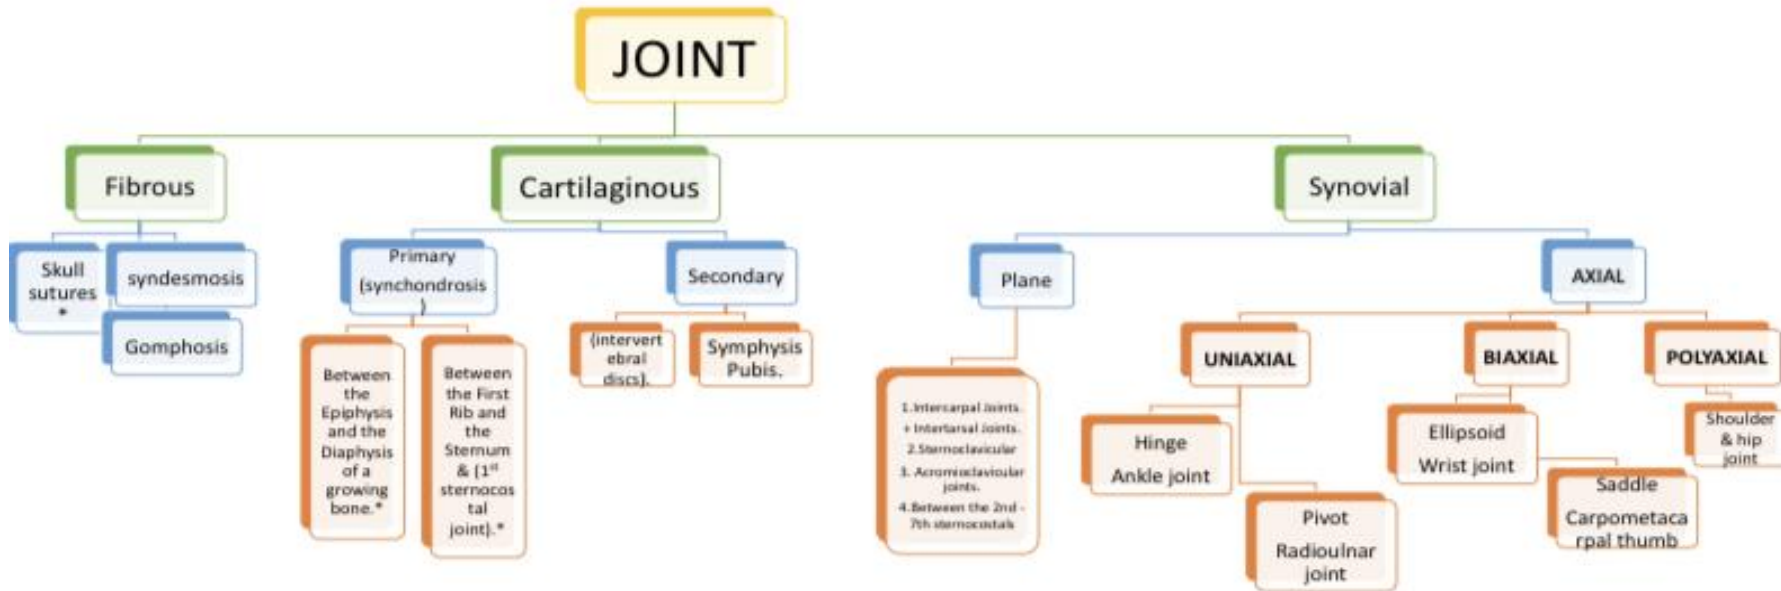 JOINT
Fibrous
Cartilaginous
Synovial
Skull
sutures
*
syndesmosis
Gomphosis
Primary
(synchondrosis
)
Secondary
Plane
AXIAL
Between
the
Epiphysis
and the
Diaphysis
of a
growing
bone.*
Between
the First
Rib and
the
Sternum
& (1st
sternocos
tal
joint).*
(intervert
ebral
discs).
Symphysis
Pubis.
1.Intercarpal Joints.
+ Intertarsal Joints.
2.Sternoclavicular
3. Acromioclavicular
joints.
4.Between the 2nd -
7th sternocostals
UNIAXIAL
BIAXIAL
POLYAXIAL
Hinge
Ankle joint
Pivot
Radioulnar
joint
Ellipsoid
Wrist joint
Saddle
Carpometaca
rpal thumb
Shoulder
& hip
joint